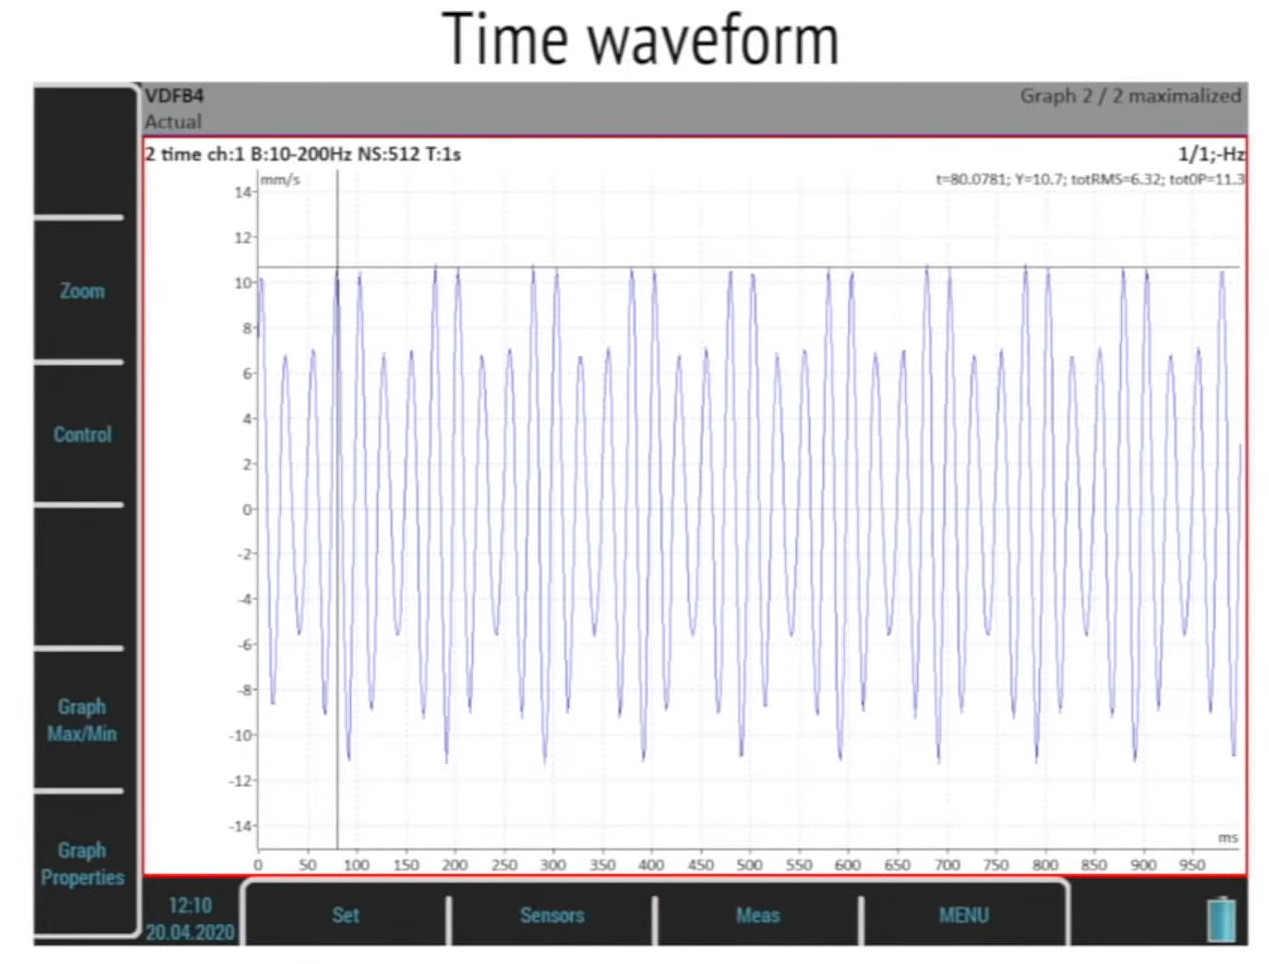 Time waveform
VDFB4
Graph 2 / 2 maximalized
Actual
2 time ch:1 B:10-200Hz NS:512 T:1s
1/1;-Hz
mm/s
t=80.0781; Y=10.7; totRMS=6.32; tot0P=11.3
14
12
10
8
6
4
2
0
-2
-4
-6
-8
-10
-12
-14
ms
0 50 100 150 200 250 300 350 400 450 500 550 600 650 700 750 800 850 900 950
Zoom
Control
Graph
Max/Min
Graph
Properties
12:10
20.04.2020
Set
Sensors
Meas
MENU